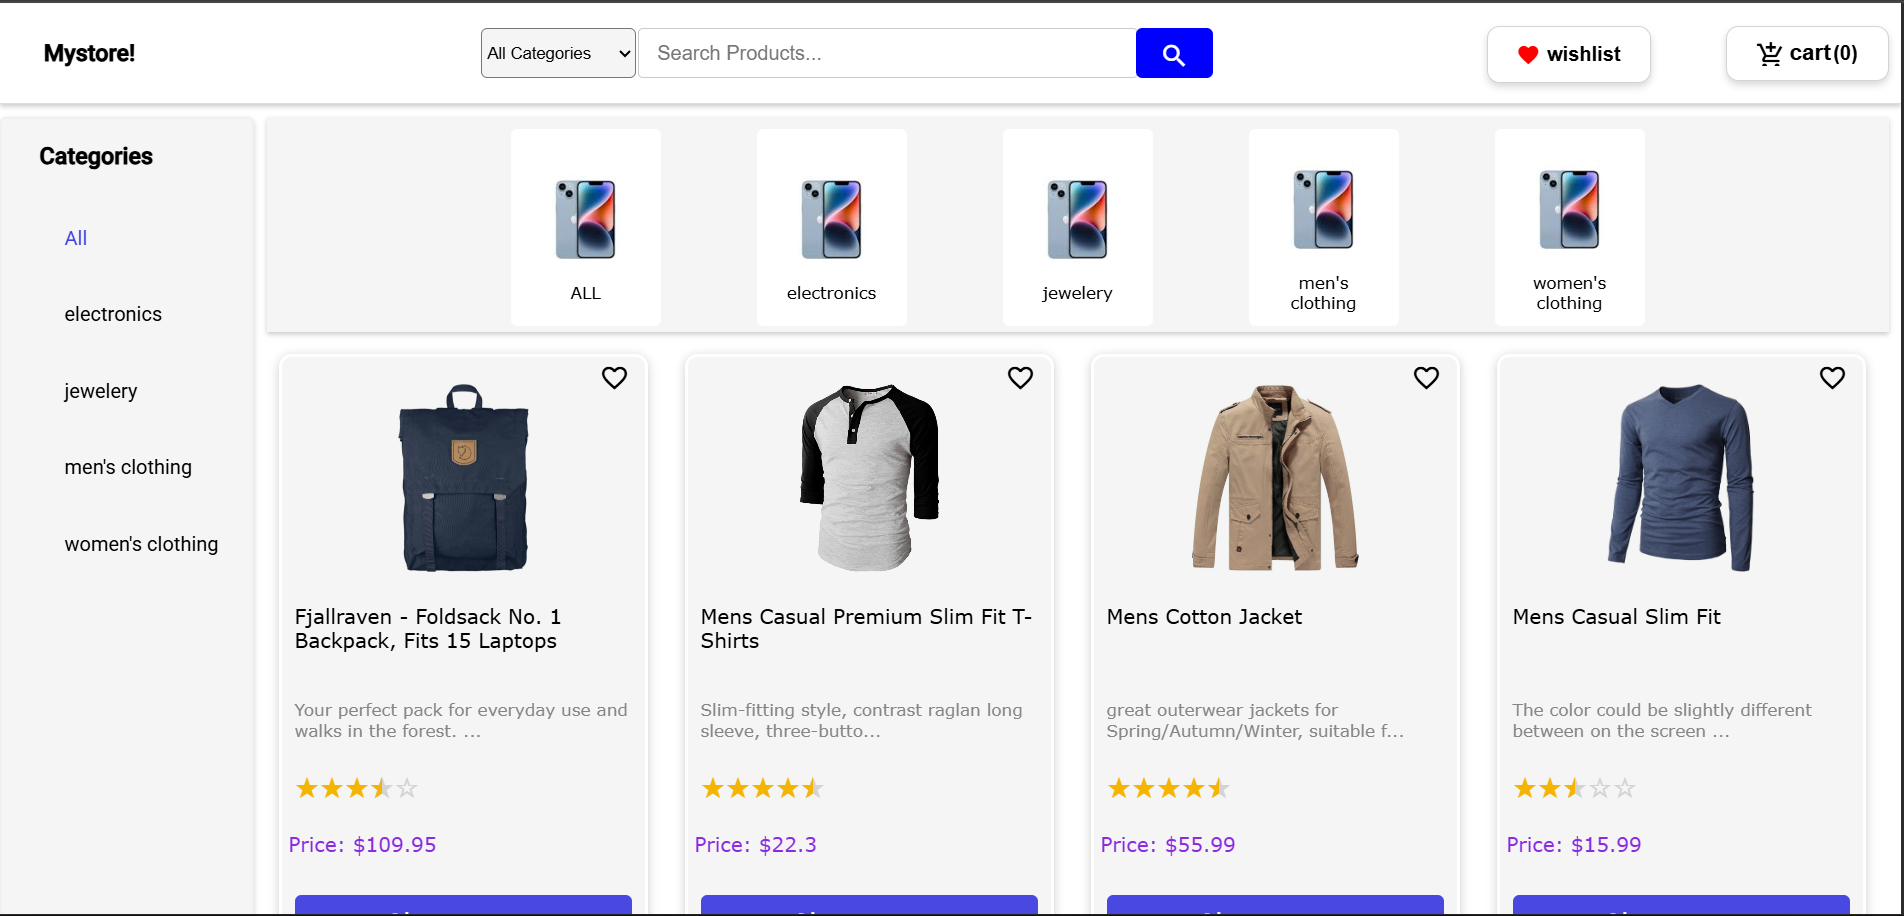 Mystore!
All Categories
Search Products...
wishlist
cart(0)
Categories
All
electronics
jewelery
men's clothing
women's clothing
ALL
electronics
jewelery
men's
clothing
women's
clothing
Fjallraven - Foldsack No. 1
Backpack, Fits 15 Laptops
Your perfect pack for everyday use and
walks in the forest. ...
Price: $109.95
Mens Casual Premium Slim Fit T-
Shirts
Slim-fitting style, contrast raglan long
sleeve, three-butto...
Price: $22.3
Mens Cotton Jacket
great outerwear jackets for
Spring/Autumn/Winter, suitable f...
Price: $55.99
Mens Casual Slim Fit
The color could be slightly different
between on the screen ...
Price: $15.99